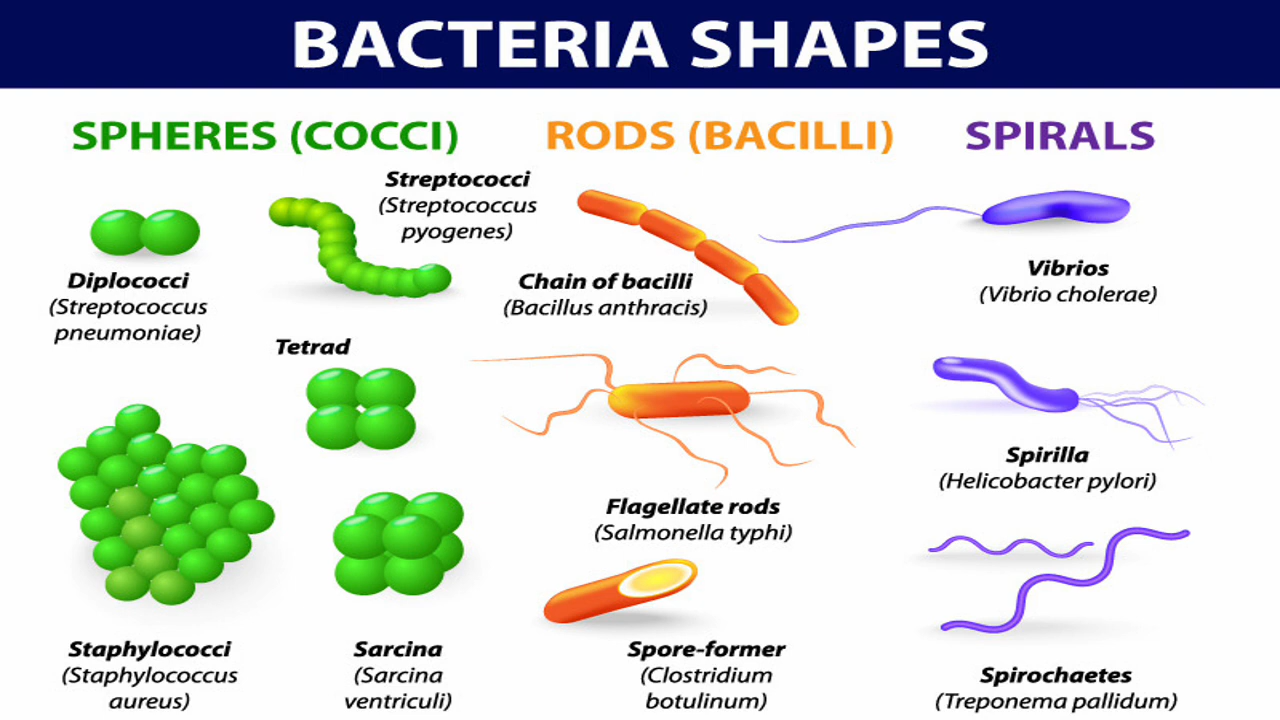 BACTERIA SHAPES
SPHERES (COCCI)
RODS (BACILLI)
SPIRALS
Diplococci
(Streptococcus
pneumoniae)
Streptococci
(Streptococcus
pyogenes)
Tetrad
Staphylococci
(Staphylococcus
aureus)
Sarcina
(Sarcina
ventriculi)
Chain of bacilli
(Bacillus anthracis)
Flagellate rods
(Salmonella typhi)
Spore-former
(Clostridium
botulinum)
Vibrios
(Vibrio cholerae)
Spirilla
(Helicobacter pylori)
Spirochaetes
(Treponema pallidum)